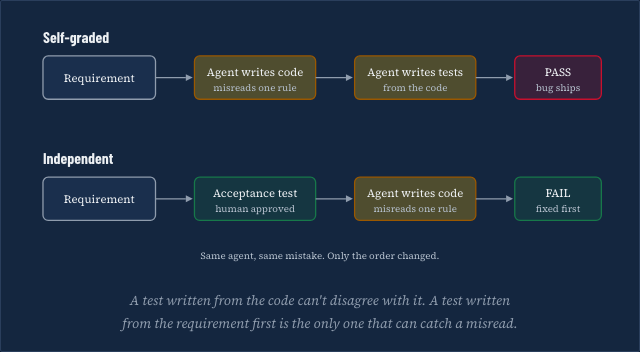 Self-graded
Requirement
Agent writes code
misreads one rule
Agent writes tests
from the code
PASS
bug ships
Independent
Requirement
Acceptance test
human approved
Agent writes code
misreads one rule
FAIL
fixed first
Same agent, same mistake. Only the order changed.
A test written from the code can't disagree with it. A test written
from the requirement first is the only one that can catch a misread.